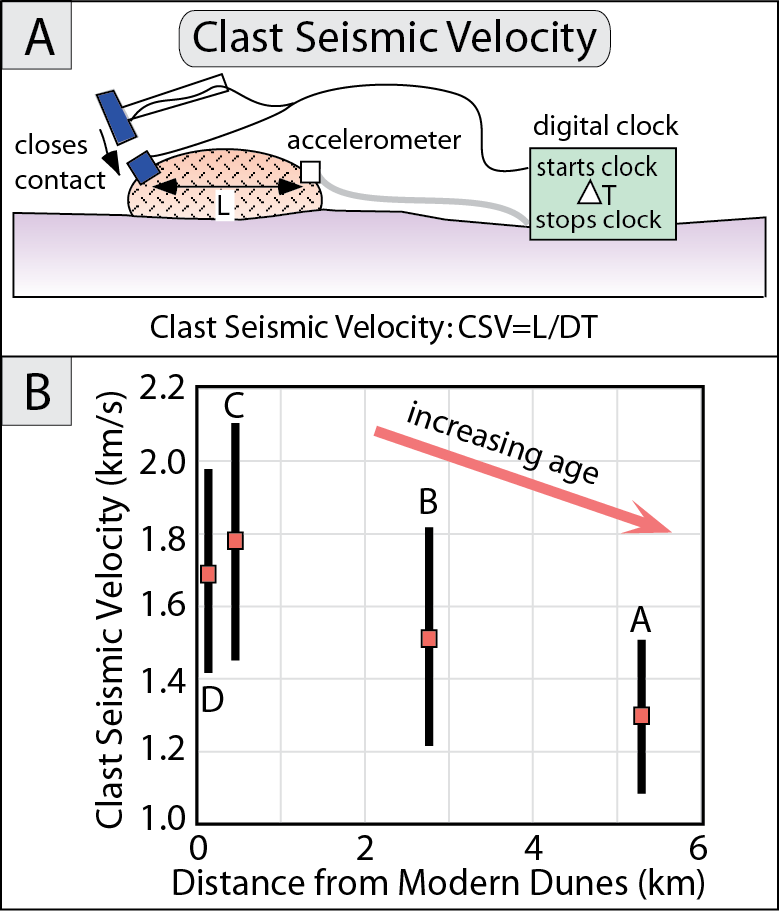 A
Clast Seismic Velocity
closes
contact
accelerometer
digital clock
starts clock
△T
stops clock
L
Clast Seismic Velocity: CSV=L/DT
B
Clast Seismic Velocity (km/s)
2.2
2.0
1.8
1.6
1.4
1.2
1.0
C
D
B
A
increasing age
0
2
4
6
Distance from Modern Dunes (km)